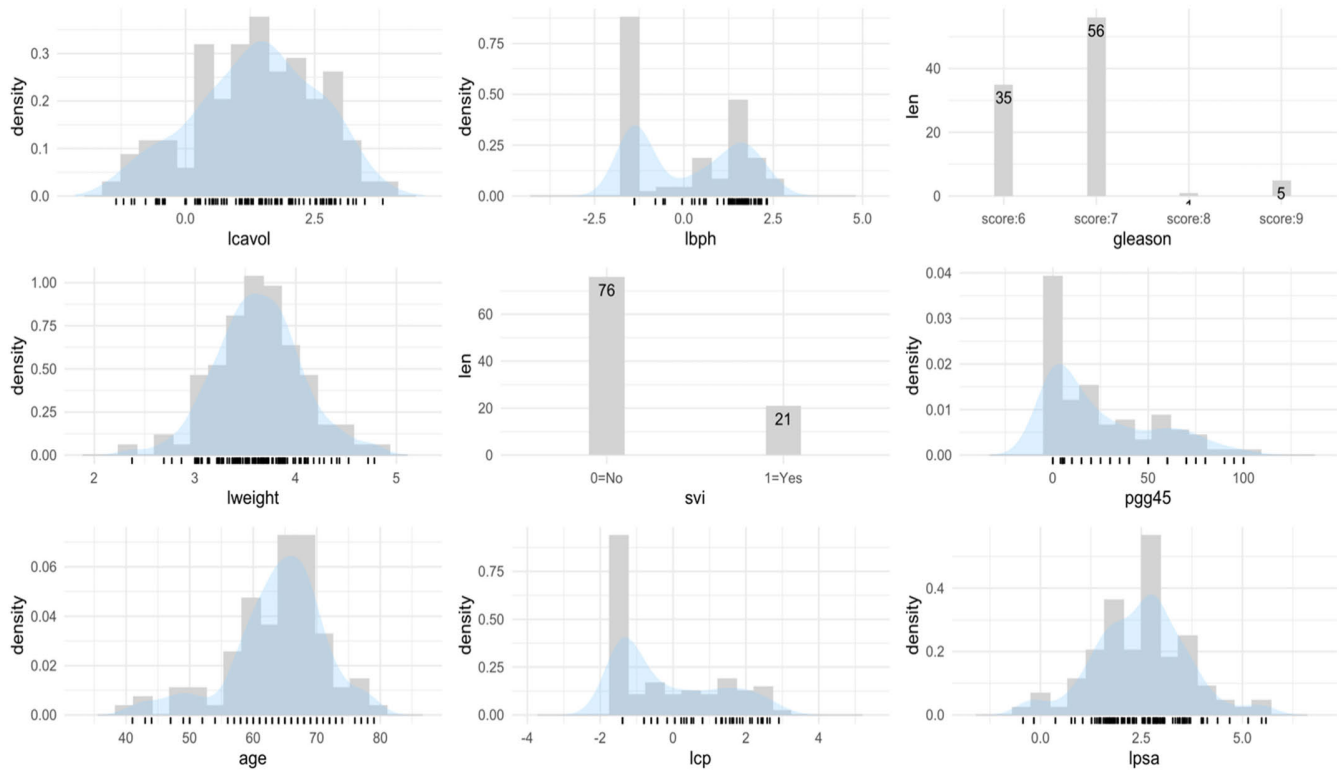 density
0.3
0.2
0.1
0.0
0.0 2.5
lcavol
density
0.75
0.50
0.25
0.00
-2.5 0.0 2.5 5.0
lbph
len
40
20
0
35
56
1
5
score:6 score:7 score:8 score:9
gleason
density
1.00
0.75
0.50
0.25
0.00
2 3 4 5
lweight
len
60
40
20
0
76
21
0=No 1=Yes
svi
density
0.04
0.03
0.02
0.01
0.00
0 50 100
pgg45
density
0.06
0.04
0.02
0.00
40 50 60 70 80
age
density
0.75
0.50
0.25
0.00
-4 -2 0 2 4
lcp
density
0.4
0.2
0.0
0.0 2.5 5.0
lpsa